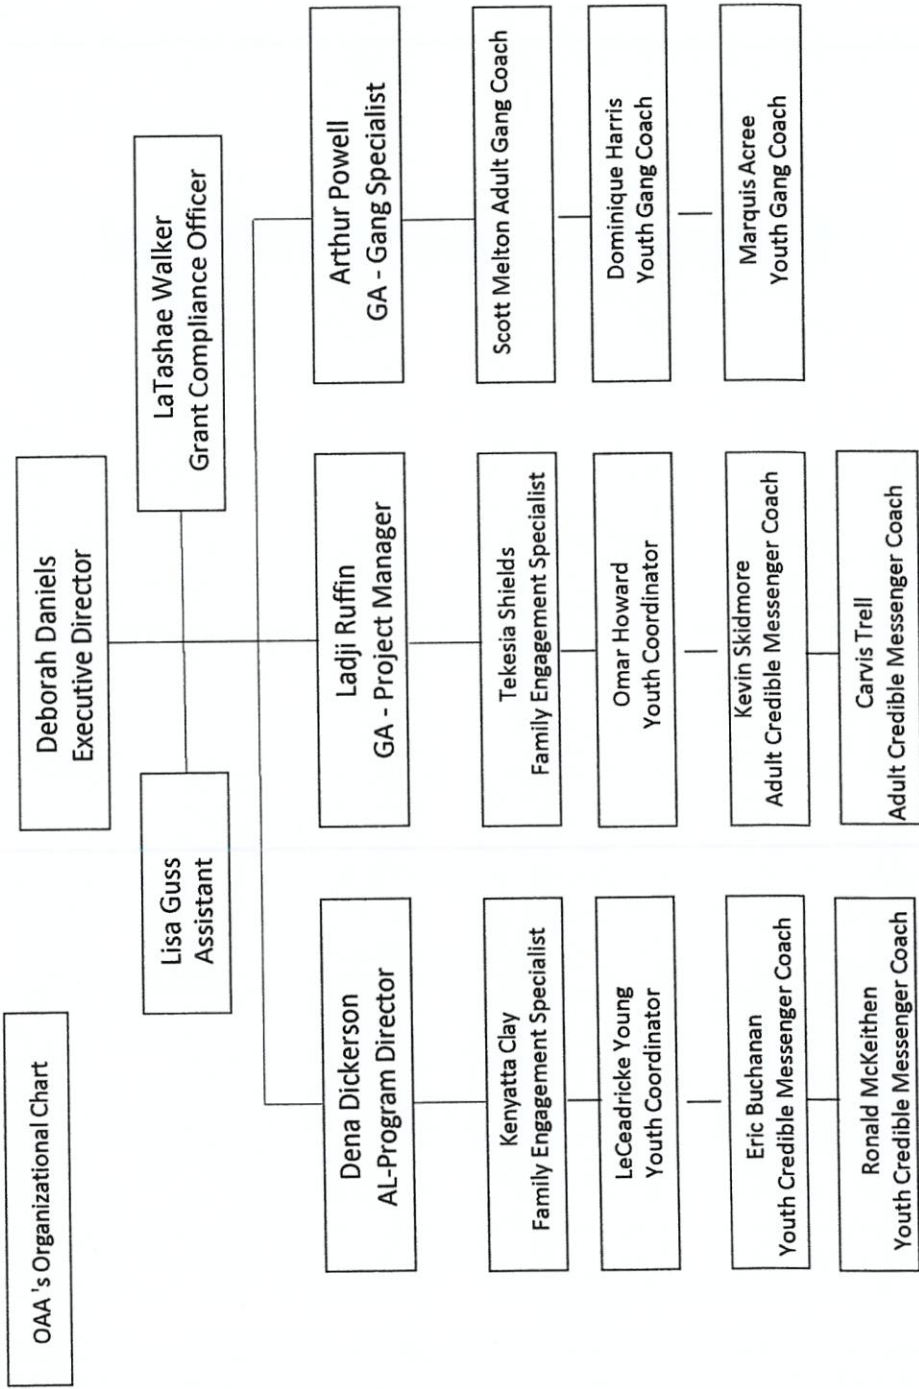 OAA 's Organizational Chart
Deborah Daniels
Executive Director
Lisa Guss
Assistant
LaTashae Walker
Grant Compliance Officer
Dena Dickerson
AL-Program Director
Ladji Ruffin
GA - Project Manager
Arthur Powell
GA - Gang Specialist
Kenyatta Clay
Family Engagement Specialist
Tekesia Shields
Family Engagement Specialist
Scott Melton Adult Gang Coach
LeCeadricke Young
Youth Coordinator
Omar Howard
Youth Coordinator
Dominique Harris
Youth Gang Coach
Eric Buchanan
Youth Credible Messenger Coach
Kevin Skidmore
Adult Credible Messenger Coach
Marquis Acree
Youth Gang Coach
Ronald McKeithen
Youth Credible Messenger Coach
Carvis Trell
Adult Credible Messenger Coach